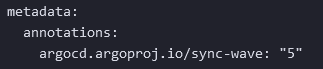 metadata:
  annotations:
    argocd.argoproj.io/sync-wave: "5"